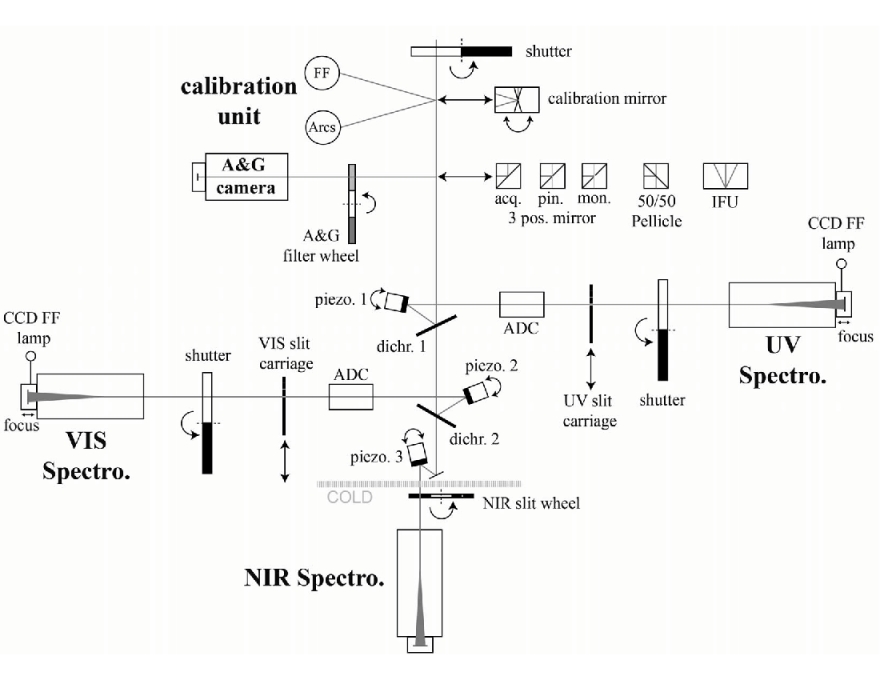 shutter
FF
calibration
unit
calibration mirror
Arcs
A&G
camera
acq.
pin.
mon.
3 pos. mirror
50/50
Pellicle
IFU
A&G
filter wheel
CCD FF
lamp
piezo. 1
ADC
dichr. 1
focus
UV
Spectro.
UV slit
carriage
shutter
CCD FF
lamp
shutter
VIS slit
carriage
ADC
piezo. 2
dichr. 2
focus
VIS
Spectro.
piezo. 3
COLD
NIR slit wheel
NIR Spectro.